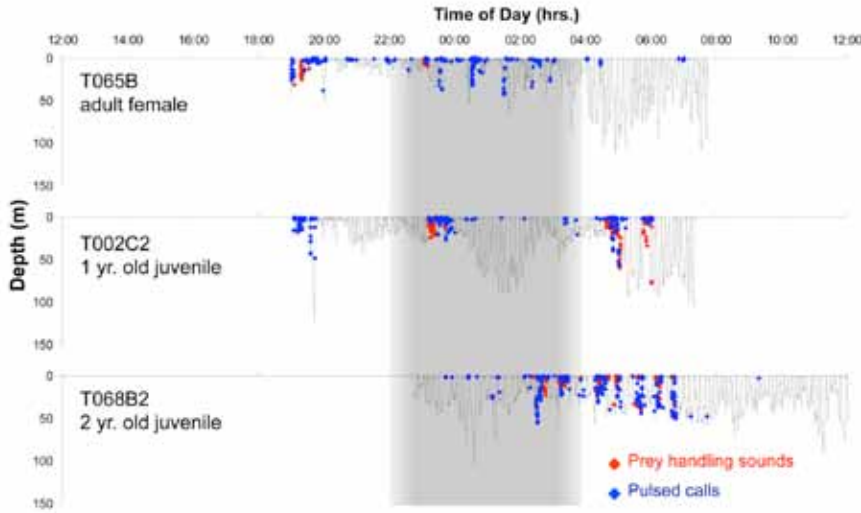 Time of Day (hrs.)
12:00 14:00 16:00 18:00 20:00 22:00 00:00 02:00 04:00 06:00 08:00 10:00 12:00
0
T065B
adult female
50
100
150
Depth (m)
0
T002C2
1 yr. old juvenile
50
100
150
0
T068B2
2 yr. old juvenile
50
100
150
Prey handling sounds
Pulsed calls